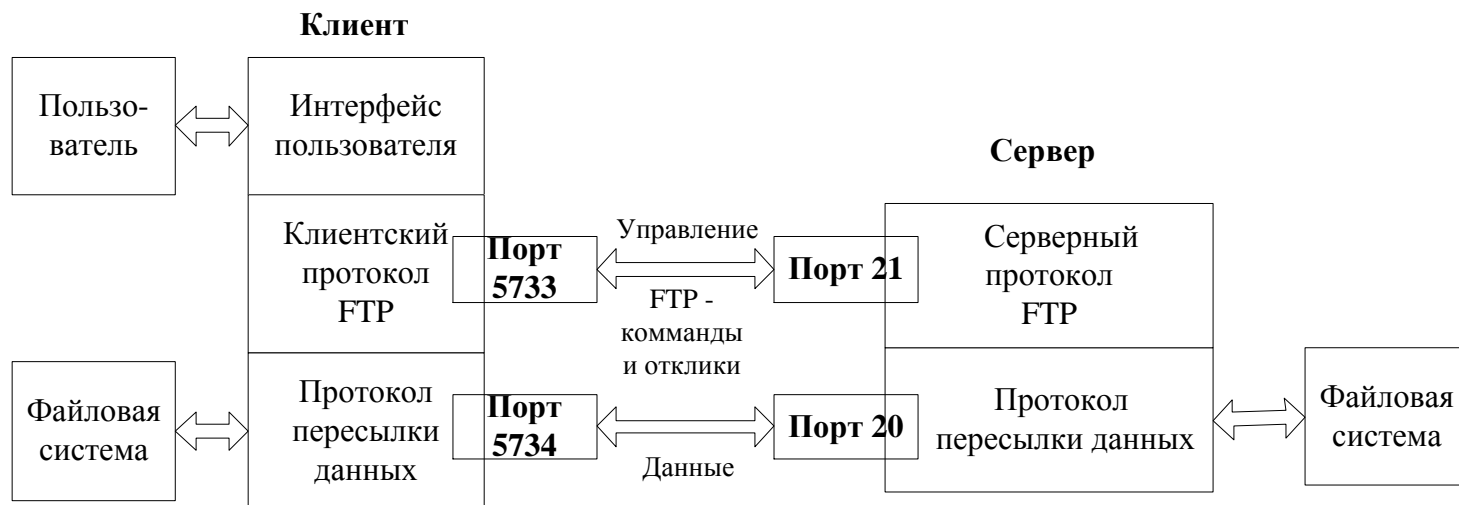 Клиент
Пользо-
ватель
Интерфейс
пользователя
Сервер
Клиентский
протокол
FTP
Порт
5733
Управление
FTP -
комманды
и отклики
Порт 21
Серверный
протокол
FTP
Файловая
система
Протокол
пересылки
данных
Порт
5734
Данные
Порт 20
Протокол
пересылки данных
Файловая
система